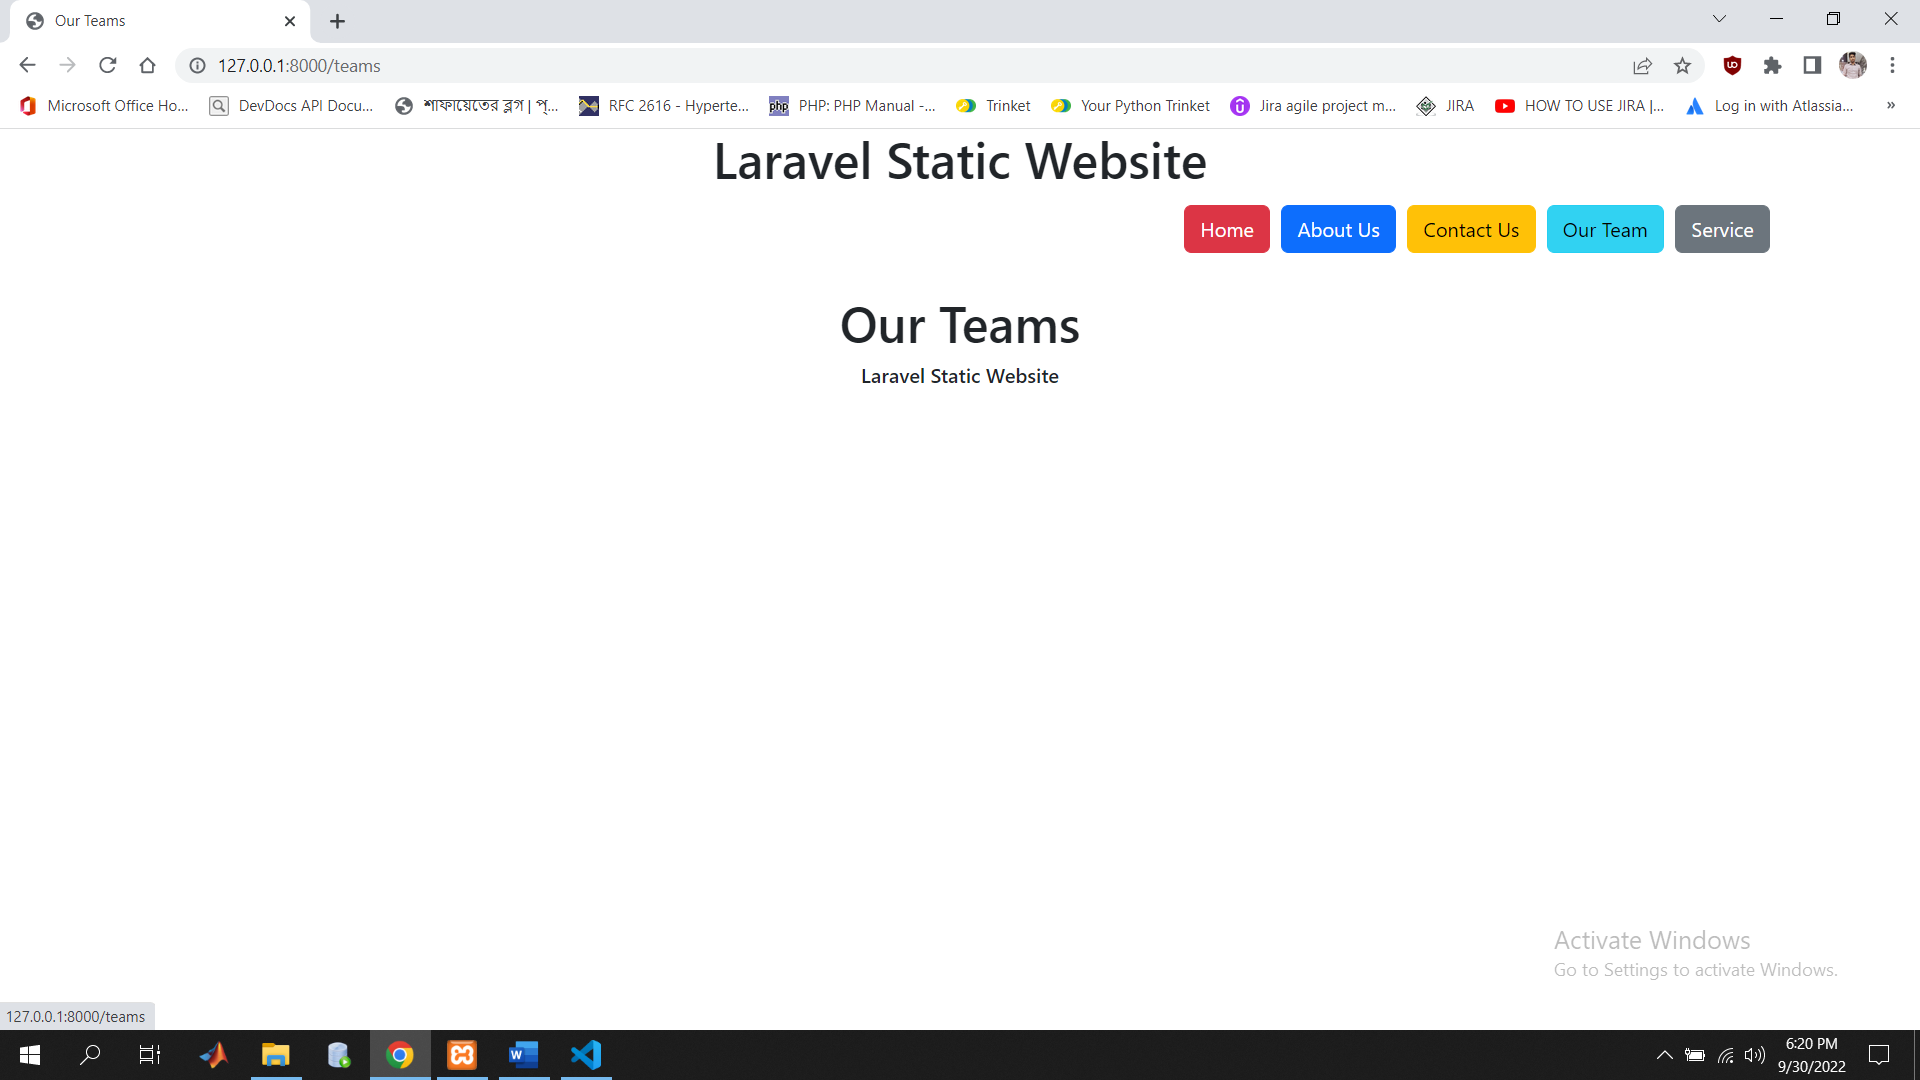 Our Teams
127.0.0.1:8000/teams
Microsoft Office Ho...
DevDocs API Docu...
শাফায়েতের ব্লগ | প্...
RFC 2616 - Hyperte...
php
PHP: PHP Manual -...
Trinket
Your Python Trinket
Jira agile project m...
JIRA
HOW TO USE JIRA |...
Log in with Atlassia...
»
Laravel Static Website
Home
About Us
Contact Us
Our Team
Service
Our Teams
Laravel Static Website
Activate Windows
Go to Settings to activate Windows.
127.0.0.1:8000/teams
6:20 PM
9/30/2022